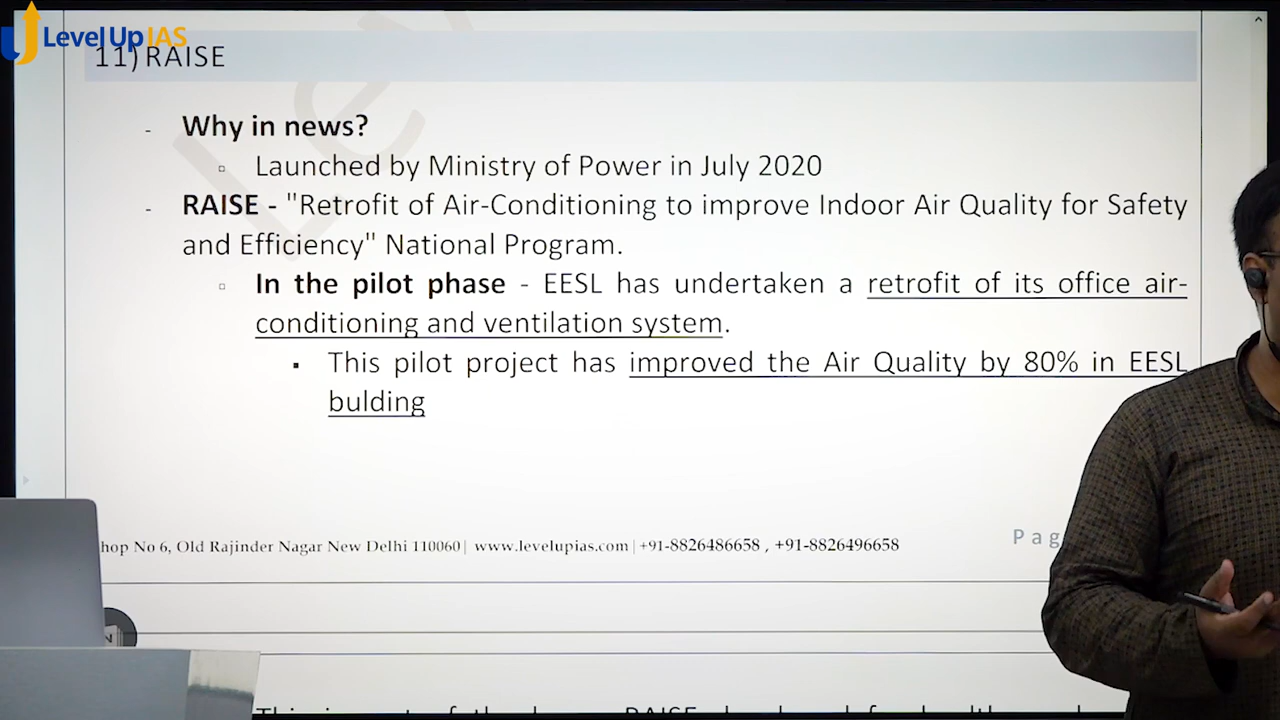 Level Up IAS
11) RAISE
- Why in news?
▫ Launched by Ministry of Power in July 2020
- RAISE - "Retrofit of Air-Conditioning to improve Indoor Air Quality for Safety
and Efficiency" National Program.
▫ In the pilot phase - EESL has undertaken a retrofit of its office air-
conditioning and ventilation system.
▪ This pilot project has improved the Air Quality by 80% in EESL
bulding
hop No 6, Old Rajinder Nagar New Delhi 110060| www.levelupias.com | +91-8826486658 , +91-8826496658
Pag
RAISE